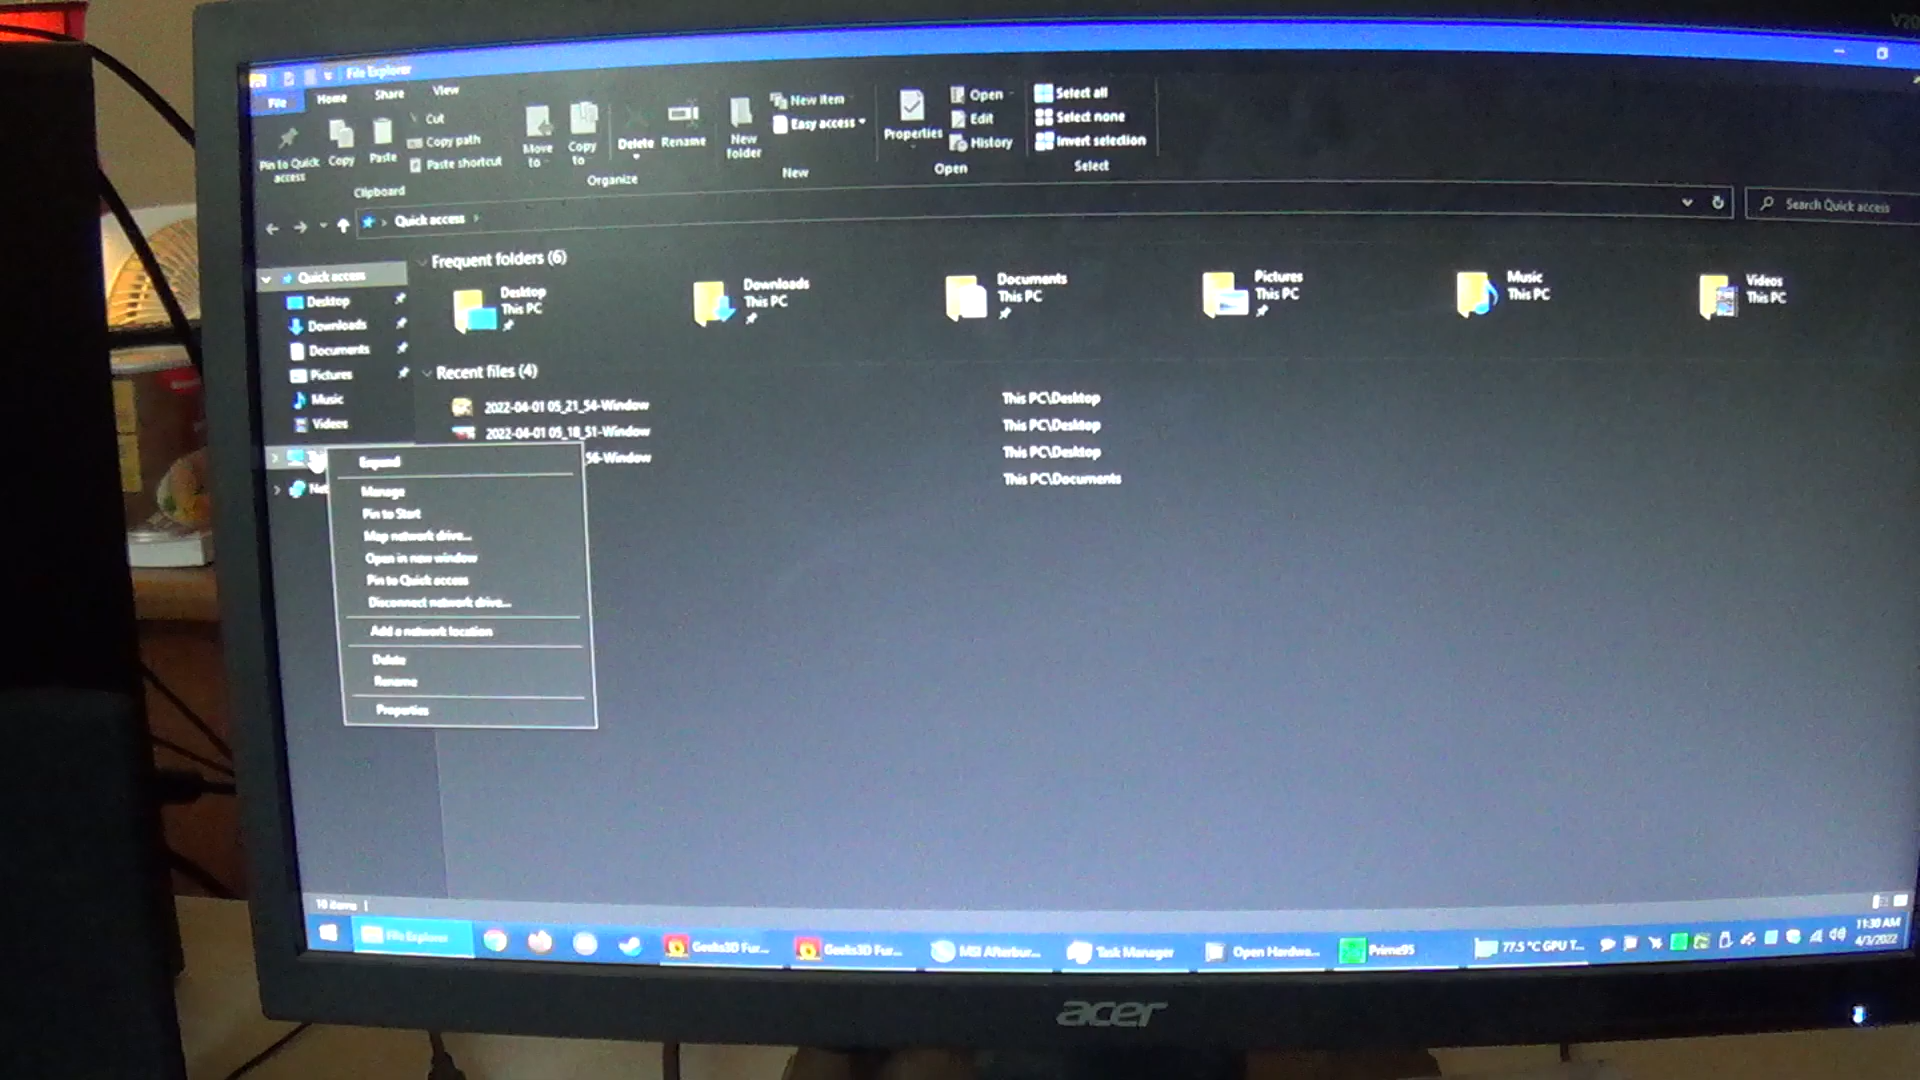 V20
File Explorer
File
Home
Share
View
Pin to Quick
access
Copy
Paste
Cut
Copy path
Paste shortcut
Clipboard
Move
to
Copy
to
Delete
Rename
Organize
New
folder
New item
Easy access
New
Properties
Open
Edit
History
Open
Select all
Select none
Invert selection
Select
Quick access
Search Quick access
Quick access
Desktop
Downloads
Documents
Pictures
Music
Videos
Net
Frequent folders (6)
Desktop
This PC
Downloads
This PC
Documents
This PC
Pictures
This PC
Music
This PC
Videos
This PC
Recent files (4)
2022-04-01 05_21_54-Window
This PC\Desktop
2022-04-01 05_18_51-Window
This PC\Desktop
56-Window
This PC\Desktop
This PC\Documents
Expand
Manage
Pin to Start
Map network drive...
Open in new window
Pin to Quick access
Disconnect network drive...
Add a network location
Delete
Rename
Properties
10 items
File Explorer
Geeks3D Fur...
Geeks3D Fur...
MSI Afterbur...
Task Manager
Open Hardwa...
Prime95
77.5 °C GPU T...
11:30 AM
4/3/2022
acer